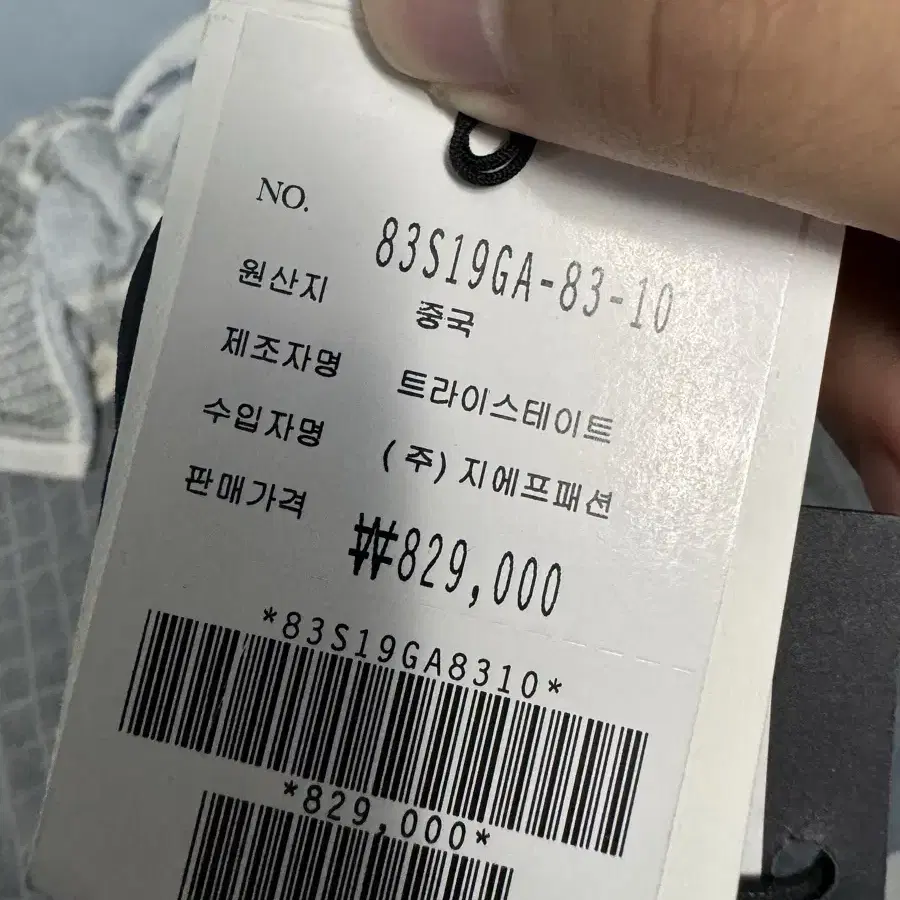 NO. 83S19GA-83-10
원산지 중국
제조자명 트라이스테이트
수입자명 (주)지에프패션
판매가격 ₩829,000
*83S19GA8310*
*829,000*